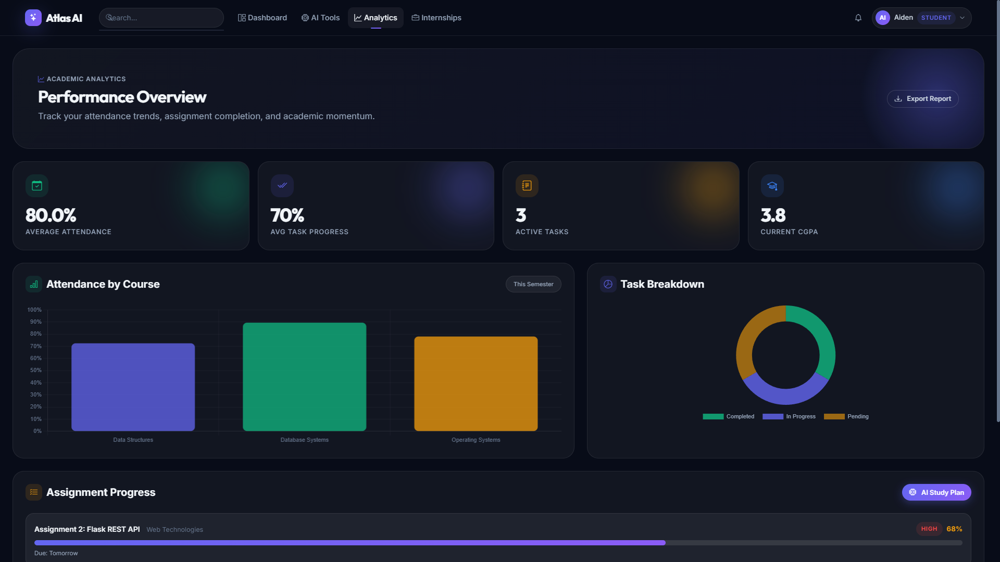 Atlas AI
Search...
Dashboard
AI Tools
Analytics
Internships
AI
Aiden
STUDENT
ACADEMIC ANALYTICS
Performance Overview
Track your attendance trends, assignment completion, and academic momentum.
Export Report
80.0%
AVERAGE ATTENDANCE
70%
AVG TASK PROGRESS
3
ACTIVE TASKS
3.8
CURRENT CGPA
Attendance by Course
This Semester
100%
90%
80%
70%
60%
50%
40%
30%
20%
10%
0%
Data Structures
Database Systems
Operating Systems
Task Breakdown
Completed
In Progress
Pending
Assignment Progress
AI Study Plan
Assignment 2: Flask REST API Web Technologies
HIGH 68%
Due: Tomorrow